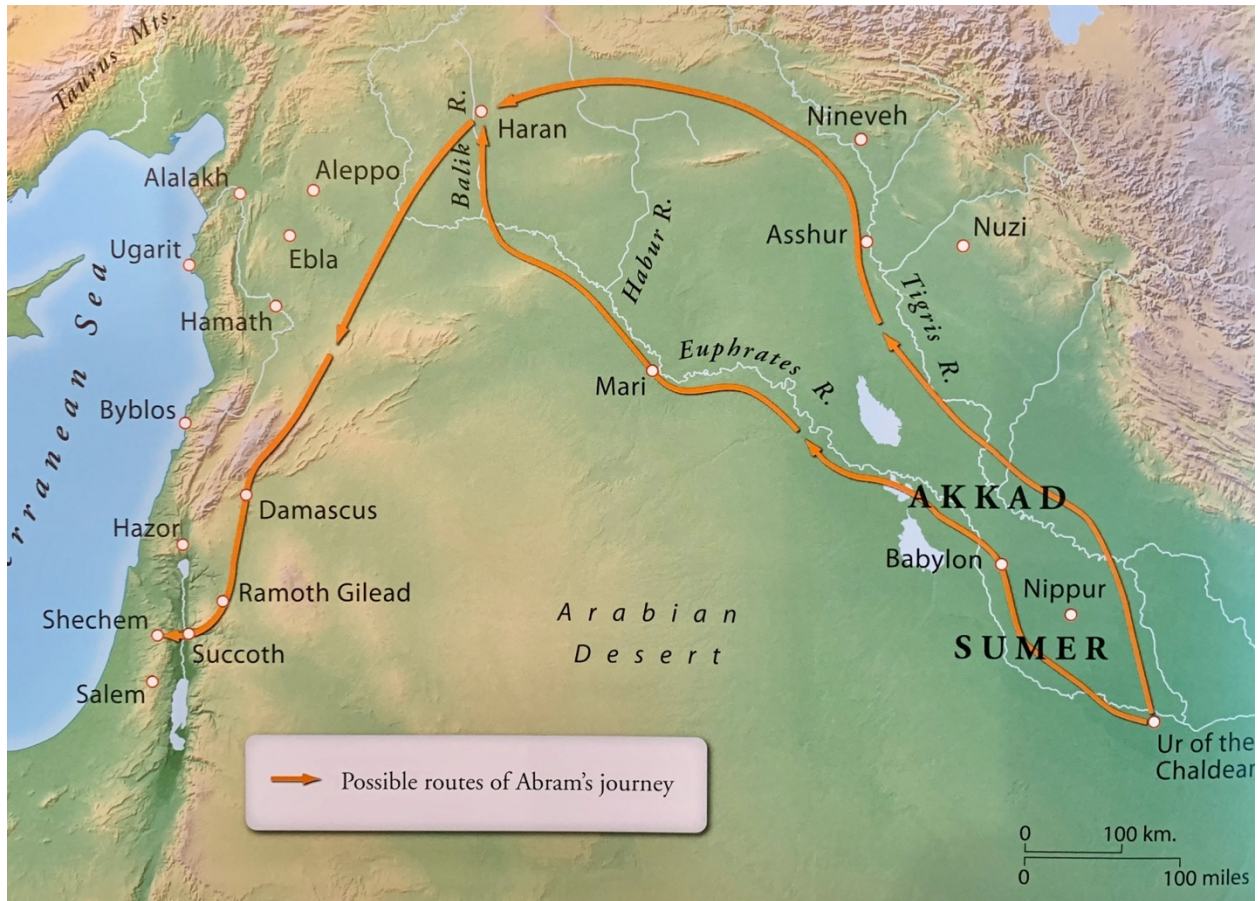 Taurus Mts.
Haran
Balik R.
Nineveh
Aleppo
Alalakh
Habur R.
Asshur
Nuzi
Ugarit
Ebla
Hamath
Tigris R.
Euphrates R.
Mari
Byblos
erranean Sea
Damascus
AKKAD
Hazor
Babylon
Nippur
Ramoth Gilead
Arabian
Desert
Shechem
SUMER
Succoth
Salem
Ur of the
Chaldean
Possible routes of Abram's journey
0 100 km.
0 100 miles